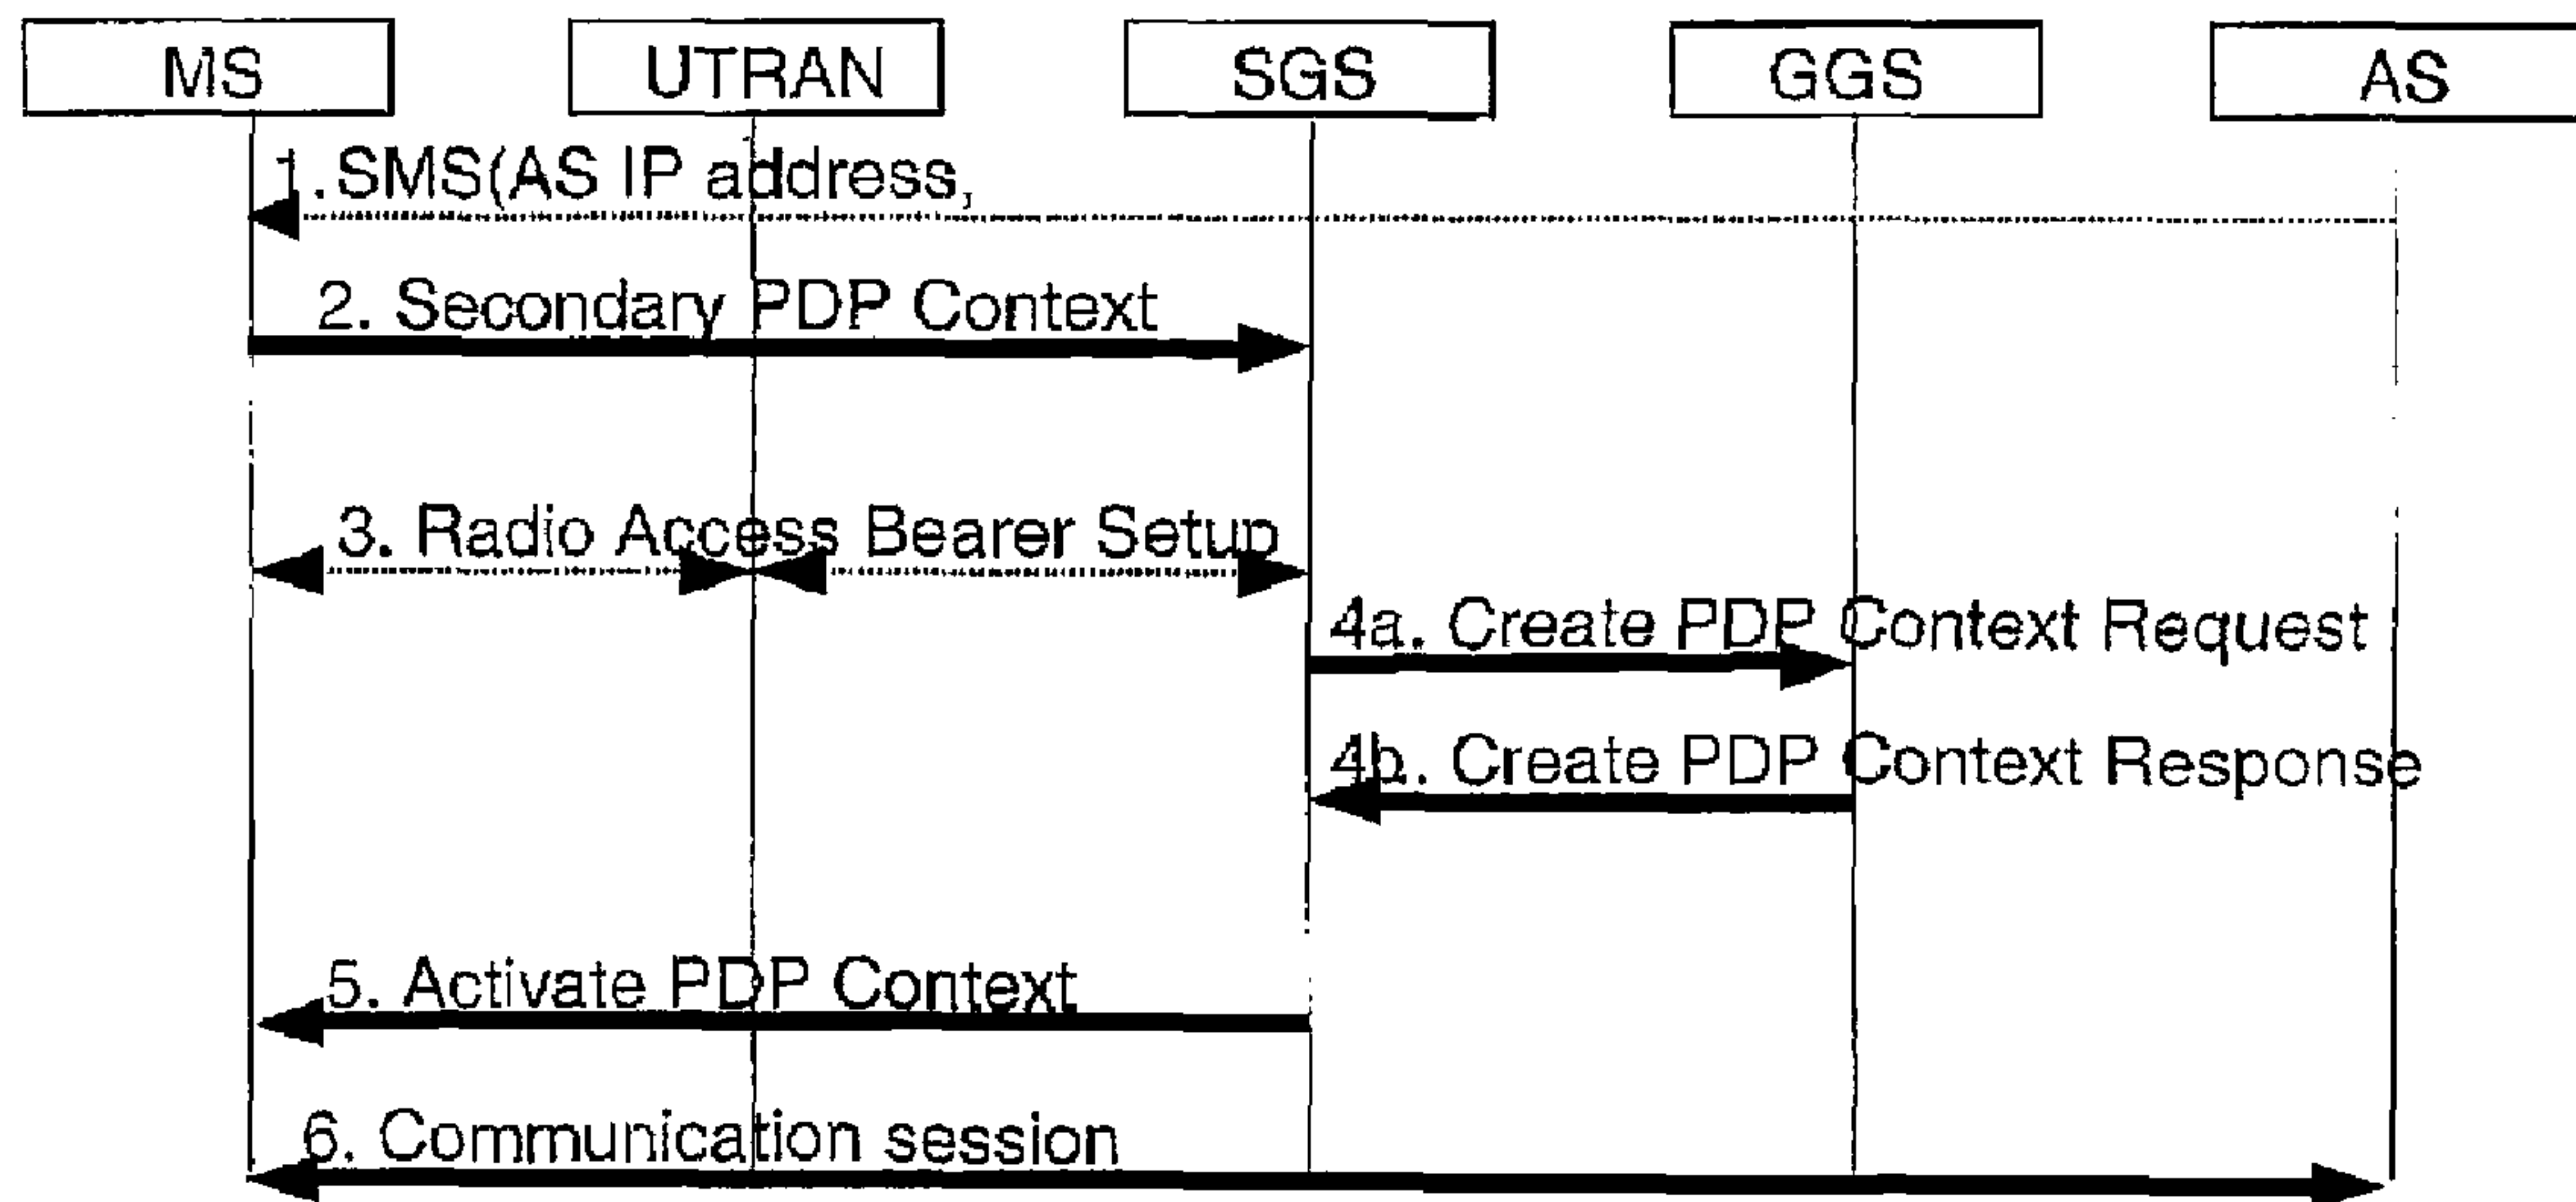 MS
UTRAN
SGS
GGS
AS
1. SMS(AS IP address,
2. Secondary PDP Context
3. Radio Access Bearer Setup
4a. Create PDP Context Request
4b. Create PDP Context Response
5. Activate PDP Context
6. Communication session